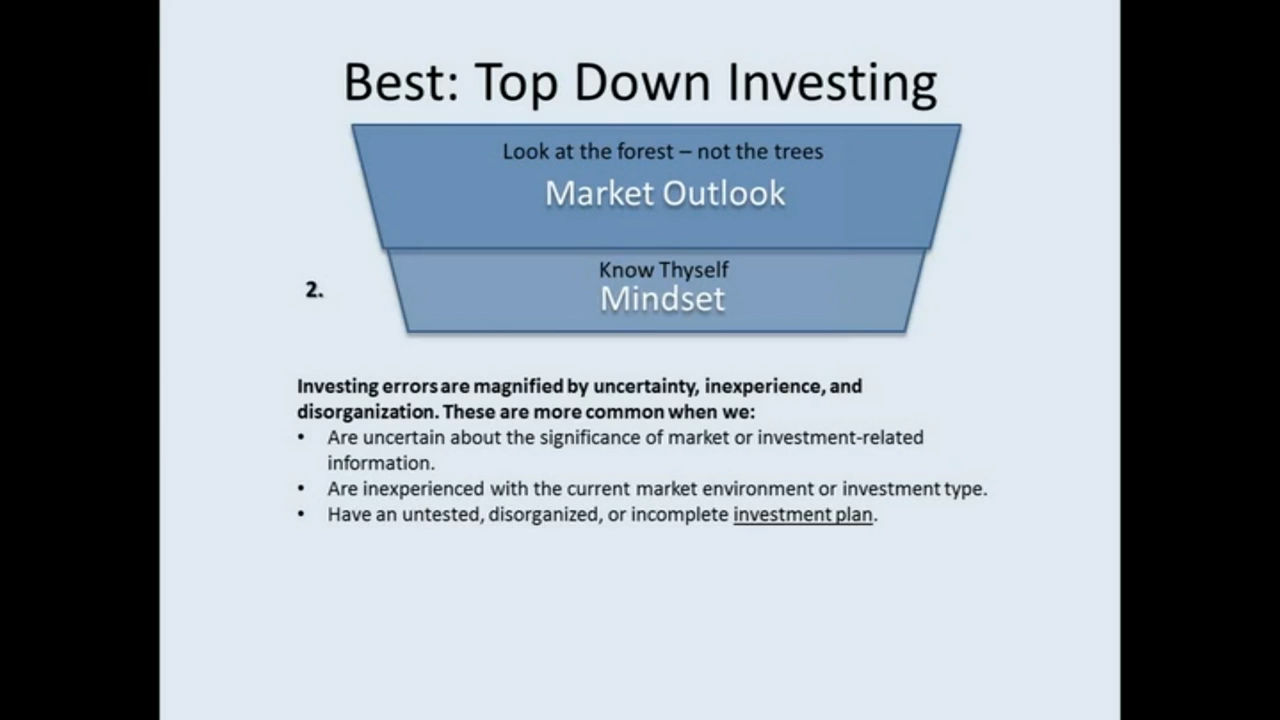 Best: Top Down Investing
Look at the forest – not the trees
Market Outlook
Know Thyself
2.
Mindset
Investing errors are magnified by uncertainty, inexperience, and
disorganization. These are more common when we:
• Are uncertain about the significance of market or investment-related
information.
• Are inexperienced with the current market environment or investment type.
• Have an untested, disorganized, or incomplete investment plan.